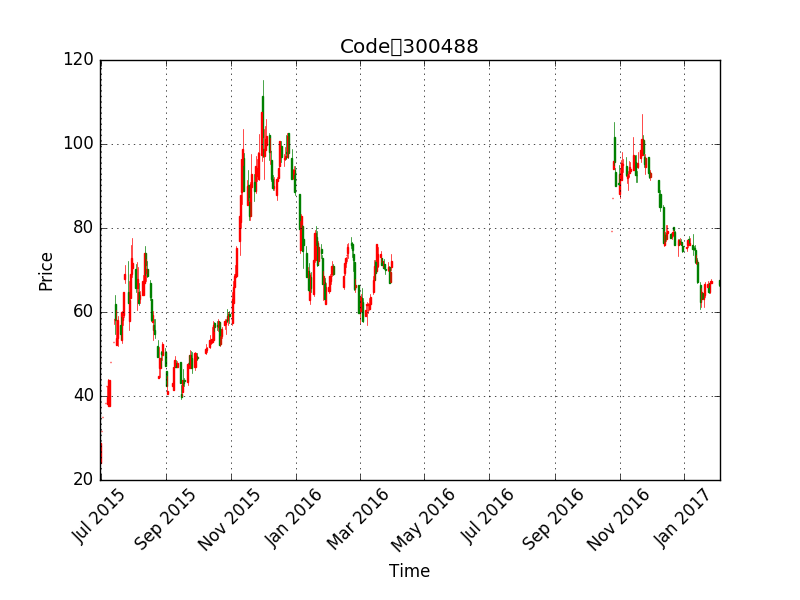 Code▯300488
120
100
80
60
40
20
Price
Jul 2015
Sep 2015
Nov 2015
Jan 2016
Mar 2016
May 2016
Jul 2016
Sep 2016
Nov 2016
Jan 2017
Time